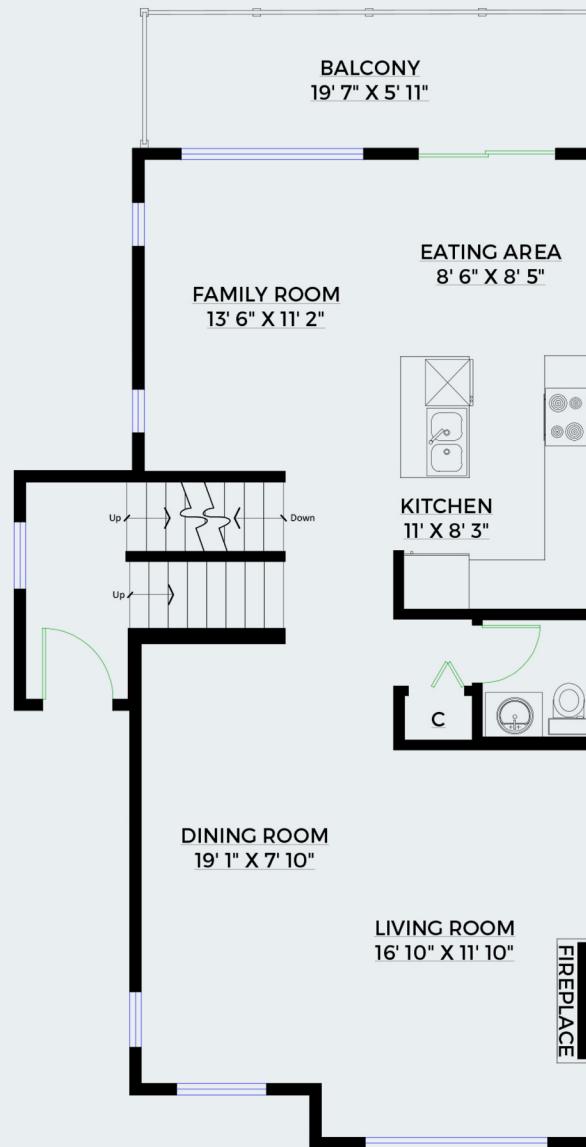 BALCONY
19' 7" X 5' 11"
EATING AREA
8' 6" X 8' 5"
FAMILY ROOM
13' 6" X 11' 2"
KITCHEN
11' X 8' 3"
Up
Down
Up
C
DINING ROOM
19' 1" X 7' 10"
LIVING ROOM
16' 10" X 11' 10"
FIREPLACE